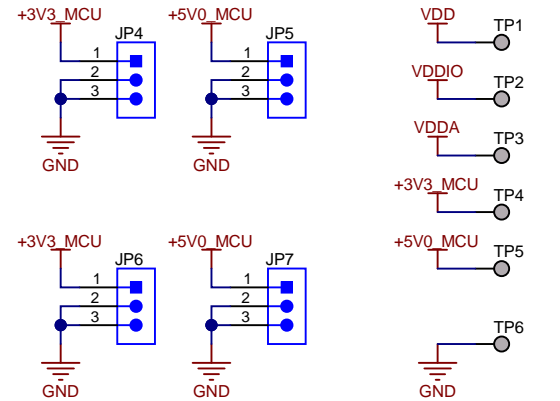 +3V3_MCU
JP4
1
2
3
GND
+5V0_MCU
JP5
1
2
3
GND
VDD
TP1
VDDIO
TP2
VDDA
TP3
+3V3_MCU
TP4
+5V0_MCU
TP5
TP6
GND
+3V3_MCU
JP6
1
2
3
GND
+5V0_MCU
JP7
1
2
3
GND